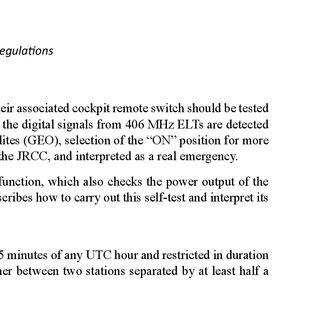 egulations
eir associated cockpit remote switch should be tested
the digital signals from 406 MHz ELTs are detected
lites (GEO), selection of the “ON” position for more
the JRCC, and interpreted as a real emergency.
function, which also checks the power output of the
cribes how to carry out this self-test and interpret its
5 minutes of any UTC hour and restricted in duration
er between two stations separated by at least half a